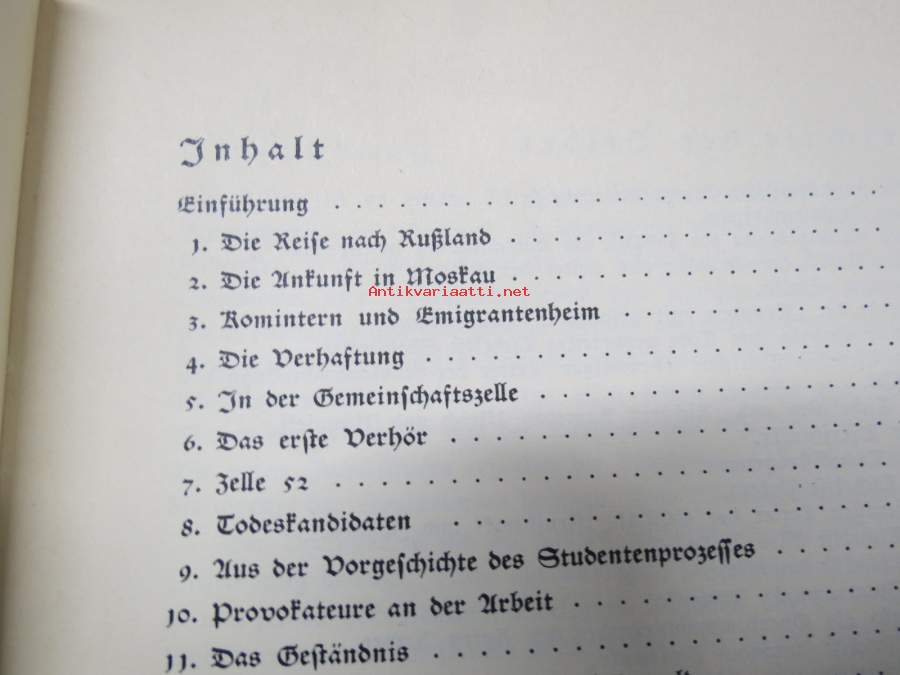 Inhalt
Einführung
1. Die Reise nach Rußland
2. Die Ankunft in Moskau
Antikvariaatti.net
3. Komintern und Emigrantenheim
4. Die Verhaftung
5. In der Gemeinschaftszelle
6. Das erste Verhör
7. Zelle 52
8. Todeskandidaten
9. Aus der Vorgeschichte des Studentenprozesses
10. Provokateure an der Arbeit
11. Das Geständnis